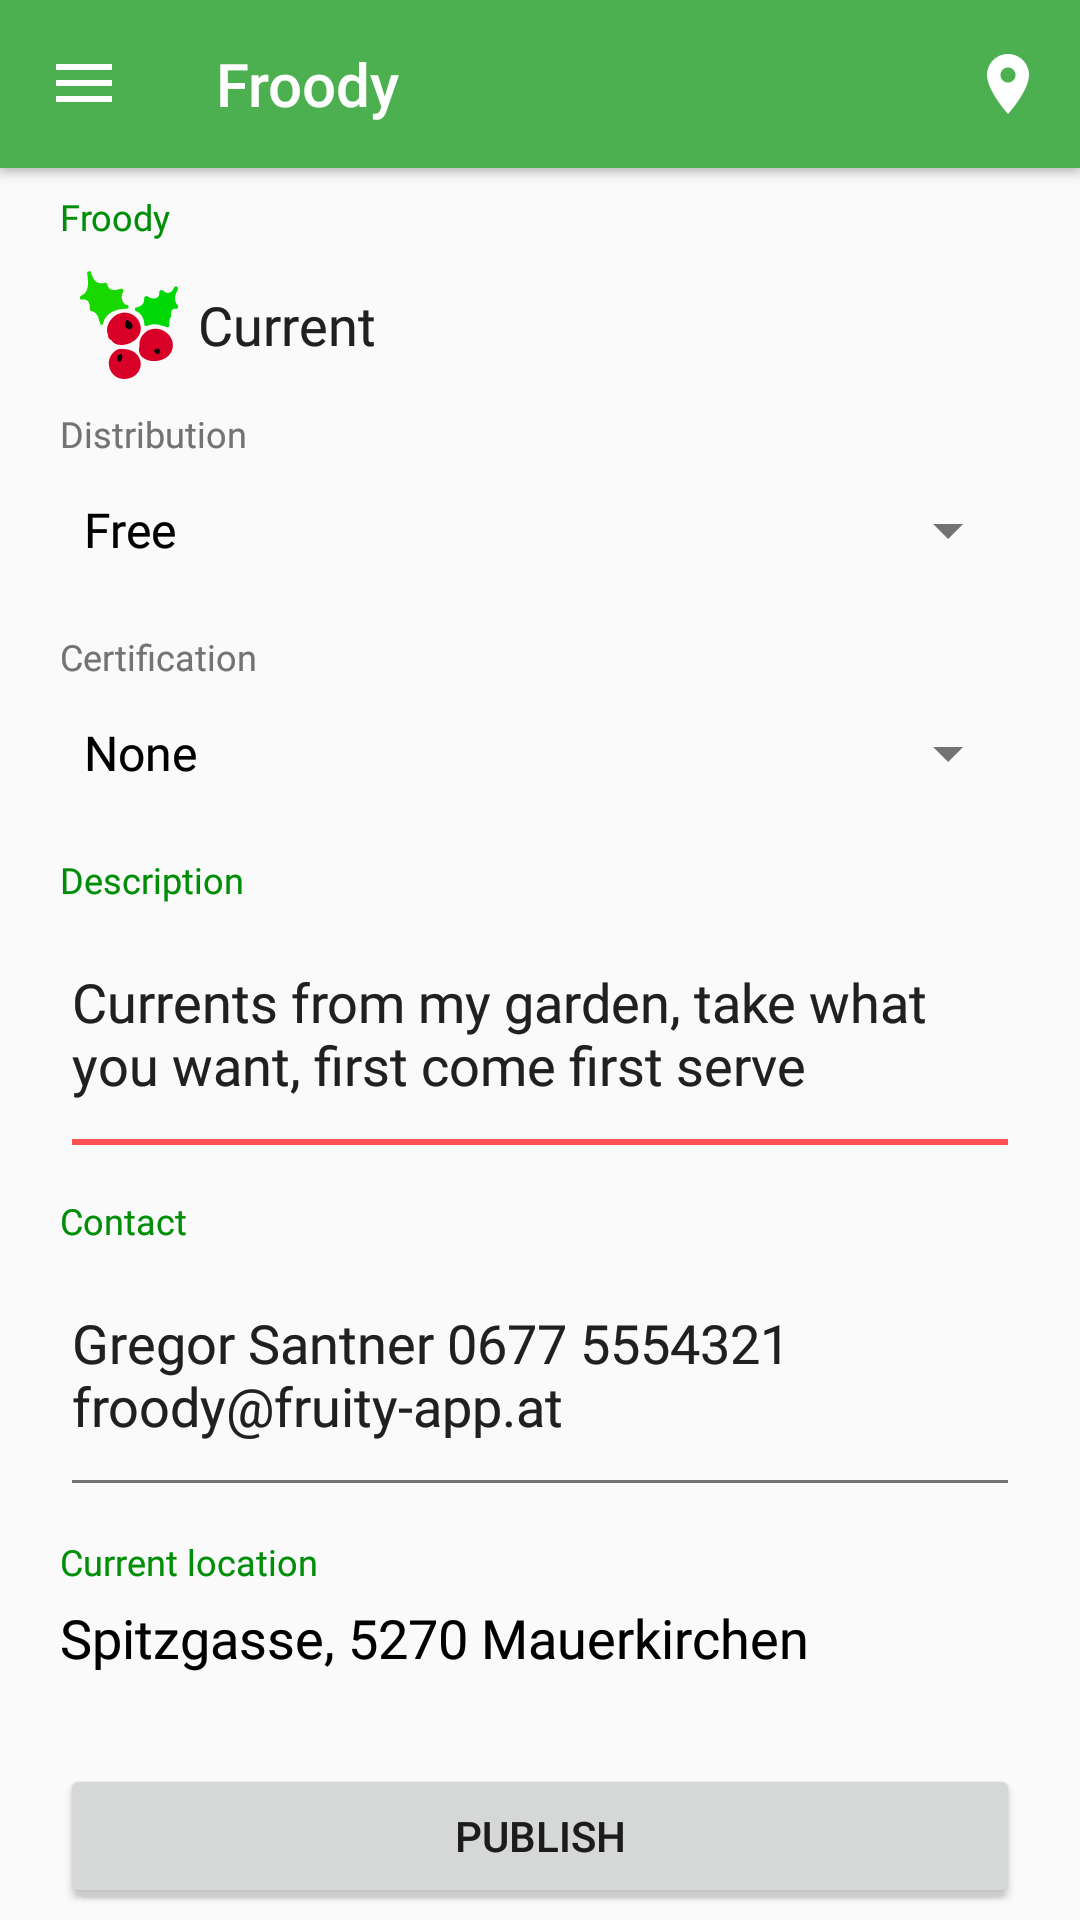 Froody
Froody
Current
Distribution
Free
Certification
None
Description
Currents from my garden, take what
you want, first come first serve
Contact
Gregor Santner 0677 5554321
froody@fruity-app.at
Current location
Spitzgasse, 5270 Mauerkirchen
PUBLISH